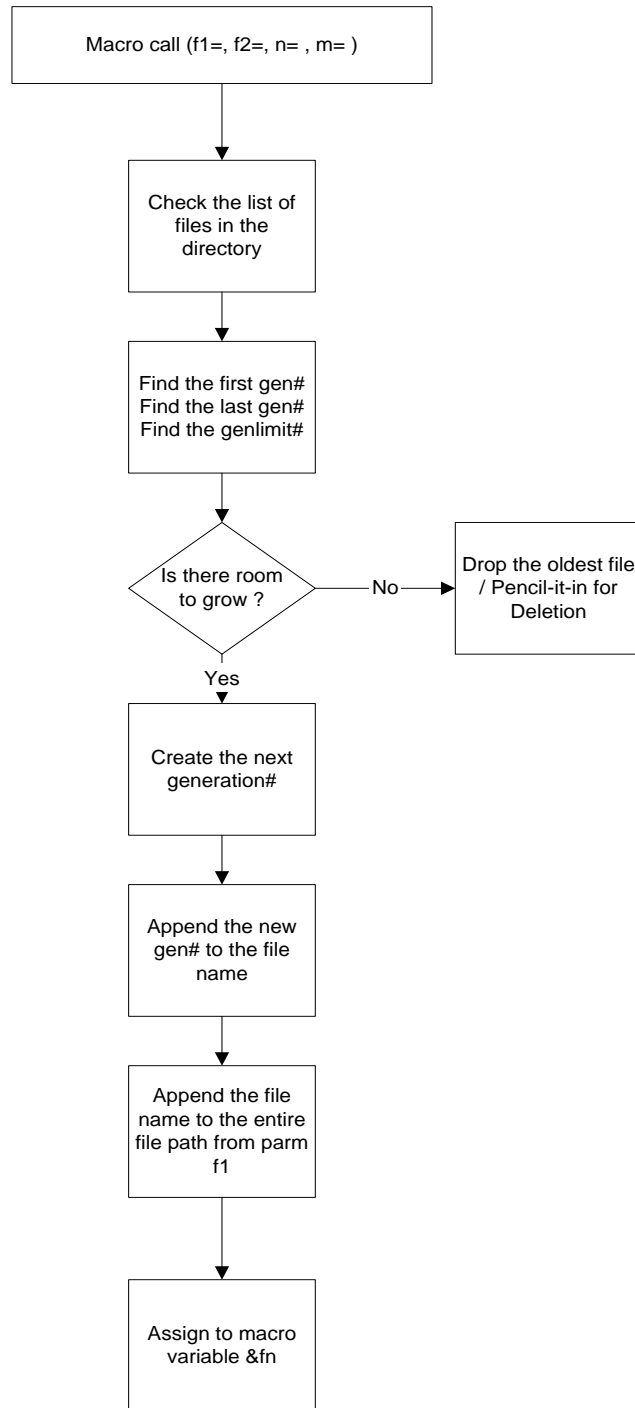 Macro call (f1=, f2=, n= , m= )
Check the list of
files in the
directory
Find the first gen#
Find the last gen#
Find the genlimit#
Is there room
to grow ?
No
Drop the oldest file
/ Pencil-it-in for
Deletion
Yes
Create the next
generation#
Append the new
gen# to the file
name
Append the file
name to the entire
file path from parm
f1
Assign to macro
variable &fn